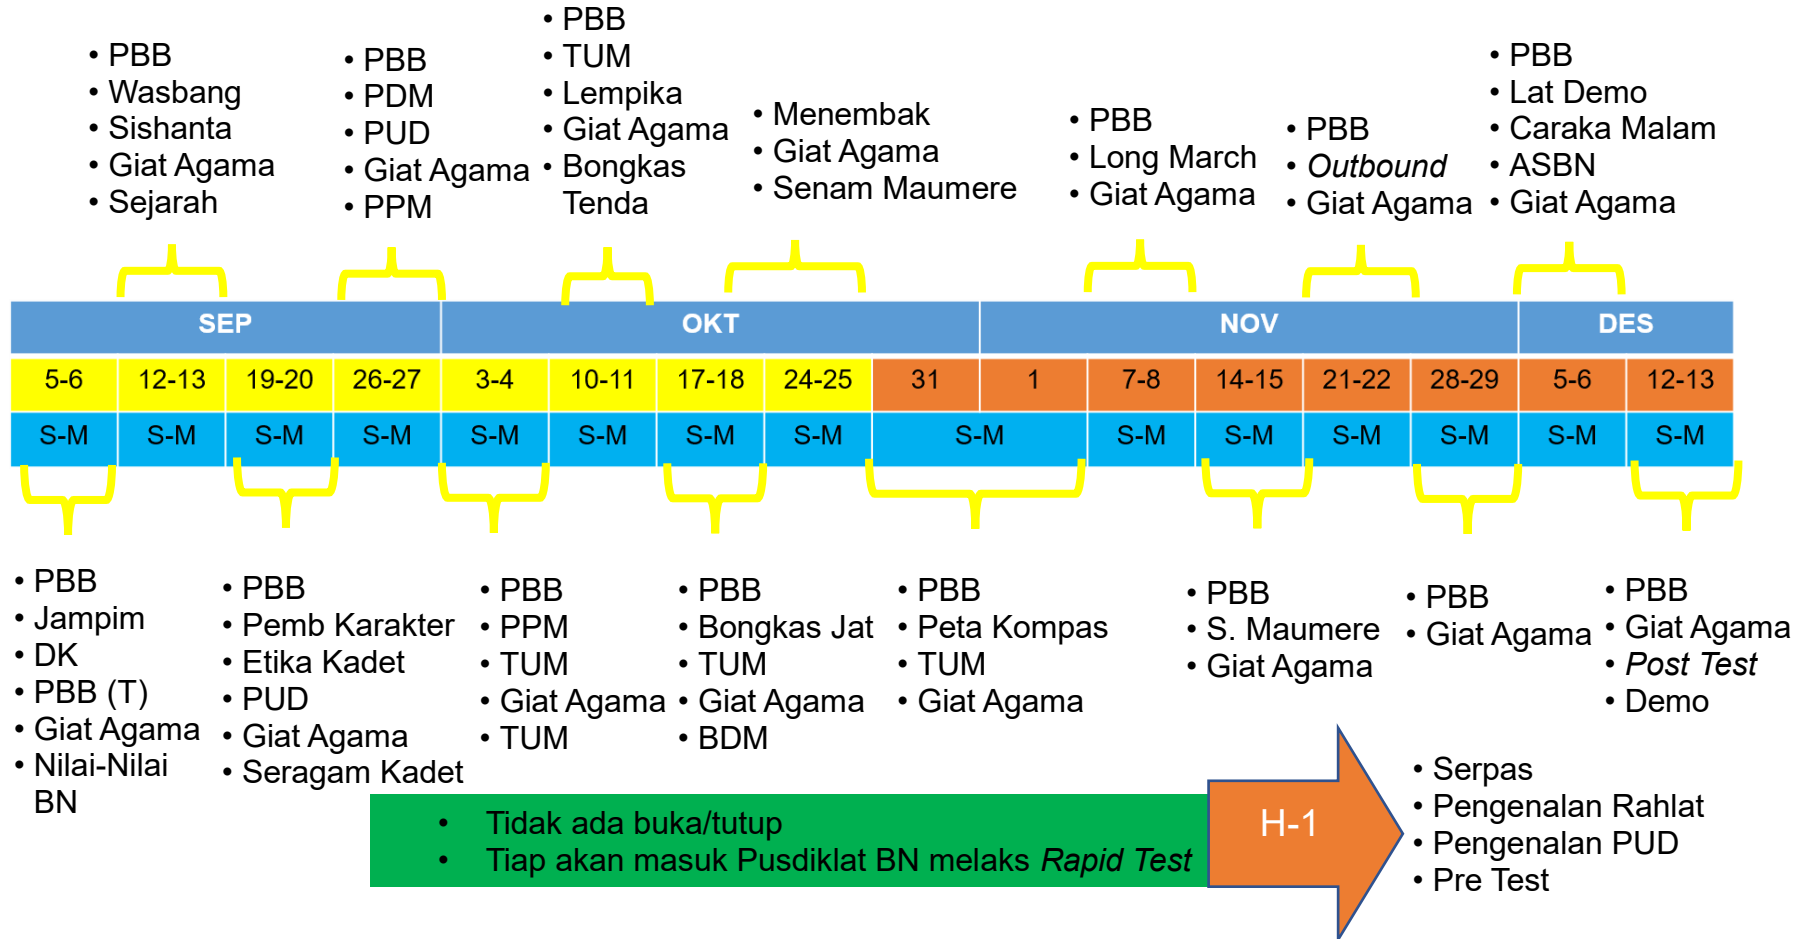 • PBB
• Wasbang
• Sishanta
• Giat Agama
• Sejarah
• PBB
• PDM
• PUD
• Giat Agama
• PPM
• PBB
• TUM
• Lempika
• Giat Agama
• Bongkas
Tenda
• Menembak
• Giat Agama
• Senam Maumere
• PBB
• Long March
• Giat Agama
• PBB
• Outbound
• Giat Agama
• PBB
• Lat Demo
• Caraka Malam
• ASBN
• Giat Agama
SEP OKT NOV DES
5-6 12-13 19-20 26-27 3-4 10-11 17-18 24-25 31 1 7-8 14-15 21-22 28-29 5-6 12-13
S-M S-M S-M S-M S-M S-M S-M S-M S-M S-M S-M S-M S-M S-M S-M
• PBB
• Jampim
• DK
• PBB (T)
• Giat Agama
• Nilai-Nilai
BN
• PBB
• Pemb Karakter
• Etika Kadet
• PUD
• Giat Agama
• Seragam Kadet
• PBB
• PPM
• TUM
• Giat Agama
• TUM
• PBB
• Bongkas Jat
• TUM
• Giat Agama
• BDM
• PBB
• Peta Kompas
• TUM
• Giat Agama
• PBB
• S. Maumere
• Giat Agama
• PBB
• Giat Agama
• PBB
• Giat Agama
• Post Test
• Demo
• Tidak ada buka/tutup
• Tiap akan masuk Pusdiklat BN melaks Rapid Test
H-1
• Serpas
• Pengenalan Rahlat
• Pengenalan PUD
• Pre Test